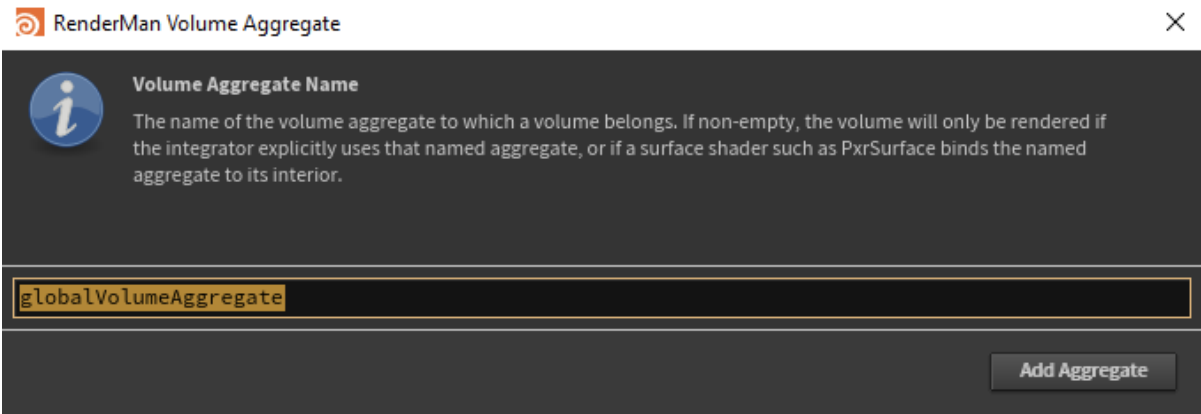 RenderMan Volume Aggregate
Volume Aggregate Name
The name of the volume aggregate to which a volume belongs. If non-empty, the volume will only be rendered if
the integrator explicitly uses that named aggregate, or if a surface shader such as PxrSurface binds the named
aggregate to its interior.
globalVolumeAggregate
Add Aggregate